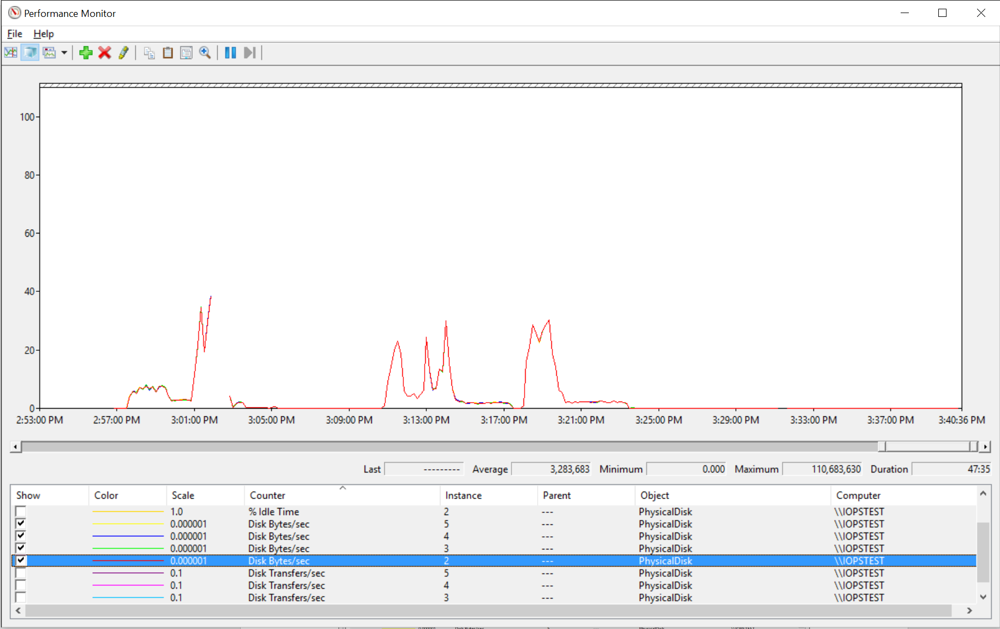 Performance Monitor
File Help
100
80
60
40
20
0
2:53:00 PM 2:57:00 PM 3:01:00 PM 3:05:00 PM 3:09:00 PM 3:13:00 PM 3:17:00 PM 3:21:00 PM 3:25:00 PM 3:29:00 PM 3:33:00 PM 3:37:00 PM 3:40:36 PM
Last --------- Average 3,283,683 Minimum 0.000 Maximum 110,683,630 Duration 47:35
Show Color Scale Counter Instance Parent Object Computer
1.0 % Idle Time 2 --- PhysicalDisk \\IOPSTEST
0.000001 Disk Bytes/sec 5 --- PhysicalDisk \\IOPSTEST
0.000001 Disk Bytes/sec 4 --- PhysicalDisk \\IOPSTEST
0.000001 Disk Bytes/sec 3 --- PhysicalDisk \\IOPSTEST
0.000001 Disk Bytes/sec 2 --- PhysicalDisk \\IOPSTEST
0.1 Disk Transfers/sec 5 --- PhysicalDisk \\IOPSTEST
0.1 Disk Transfers/sec 4 --- PhysicalDisk \\IOPSTEST
0.1 Disk Transfers/sec 3 --- PhysicalDisk \\IOPSTEST